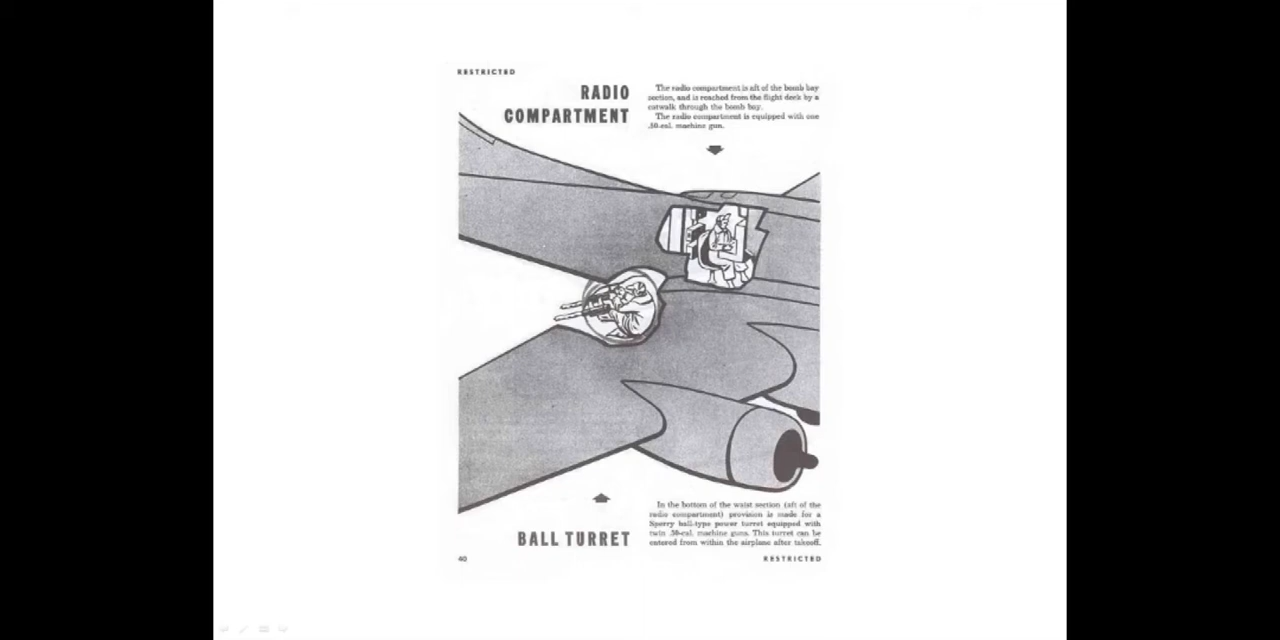 RESTRICTED
RADIO
COMPARTMENT
The radio compartment is aft of the bomb bay
section, and is reached from the flight deck by a
catwalk through the bomb bay.
The radio compartment is equipped with one
.50-cal. machine gun.
In the bottom of the waist section (aft of the
radio compartment) provision is made for a
Sperry ball-type power turret equipped with
twin .50-cal. machine guns. This turret can be
entered from within the airplane after takeoff.
BALL TURRET
40
RESTRICTED